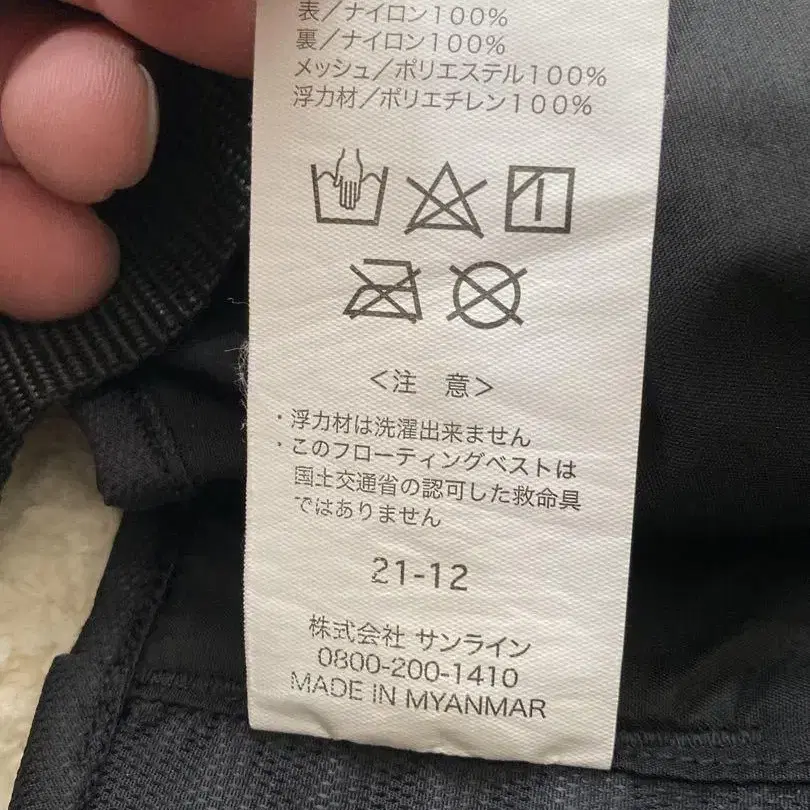 表／ナイロン100%
裏／ナイロン100%
メッシュ／ポリエステル100%
浮力材／ポリエチレン100%
＜注　意＞
・浮力材は洗濯出来ません
・このフローティングベストは
国土交通省の認可した救命具
ではありません
21-12
株式会社 サンライン
0800-200-1410
MADE IN MYANMAR